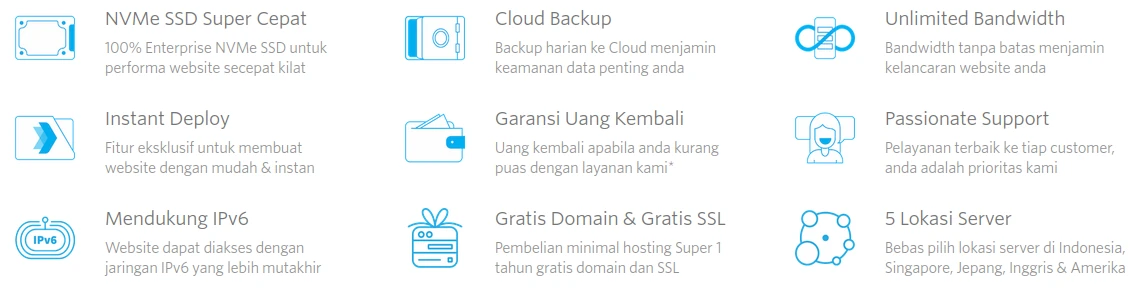 NVMe SSD Super Cepat
100% Enterprise NVMe SSD untuk
performa website secepat kilat
Cloud Backup
Backup harian ke Cloud menjamin
keamanan data penting anda
Unlimited Bandwidth
Bandwidth tanpa batas menjamin
kelancaran website anda
Instant Deploy
Fitur eksklusif untuk membuat
website dengan mudah & instan
Garansi Uang Kembali
Uang kembali apabila anda kurang
puas dengan layanan kami*
Passionate Support
Pelayanan terbaik ke tiap customer,
anda adalah prioritas kami
IPv6
Mendukung IPv6
Website dapat diakses dengan
jaringan IPv6 yang lebih mutakhir
Gratis Domain & Gratis SSL
Pembelian minimal hosting Super 1
tahun gratis domain dan SSL
5 Lokasi Server
Bebas pilih lokasi server di Indonesia,
Singapore, Jepang, Inggris & Amerika